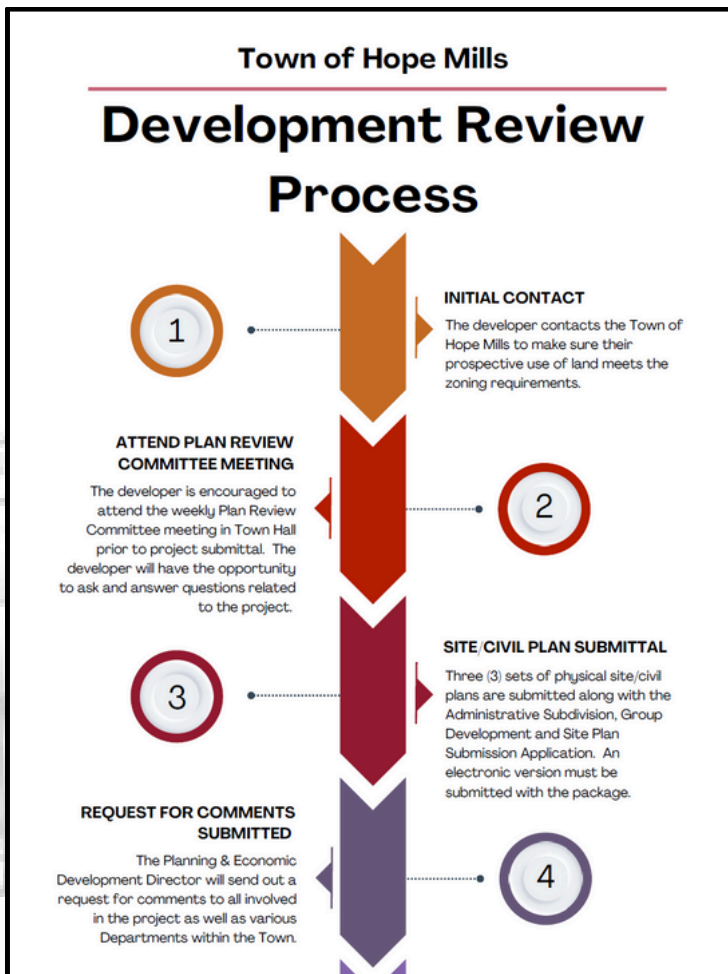 Town of Hope Mills
Development Review
Process
1
INITIAL CONTACT
The developer contacts the Town of
Hope Mills to make sure their
prospective use of land meets the
zoning requirements.
ATTEND PLAN REVIEW
COMMITTEE MEETING
The developer is encouraged to
attend the weekly Plan Review
Committee meeting in Town Hall
prior to project submittal. The
developer will have the opportunity
to ask and answer questions related
to the project.
2
3
SITE/CIVIL PLAN SUBMITTAL
Three (3) sets of physical site/civil
plans are submitted along with the
Administrative Subdivision, Group
Development and Site Plan
Submission Application. An
electronic version must be
submitted with the package.
REQUEST FOR COMMENTS
SUBMITTED
The Planning & Economic
Development Director will send out a
request for comments to all involved
in the project as well as various
Departments within the Town.
4